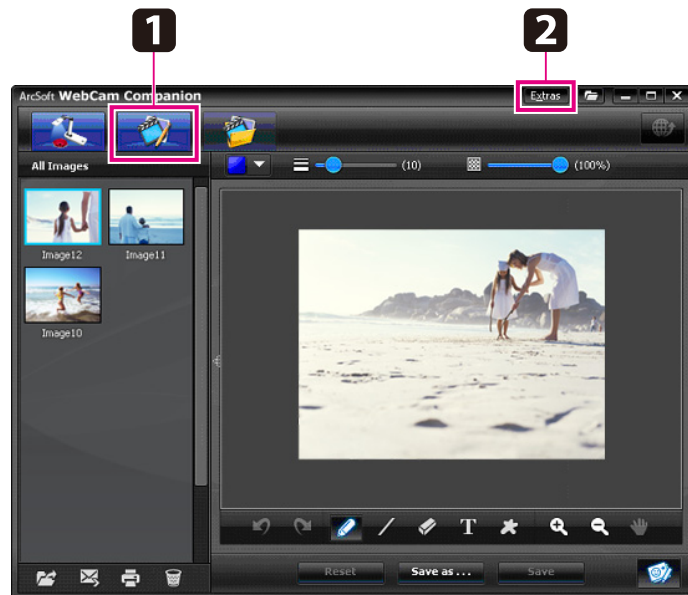 1
2
ArcSoft WebCam Companion
Extras
All Images
(10)
(100%)
Image12
Image11
Image10
T
Reset
Save as ...
Save